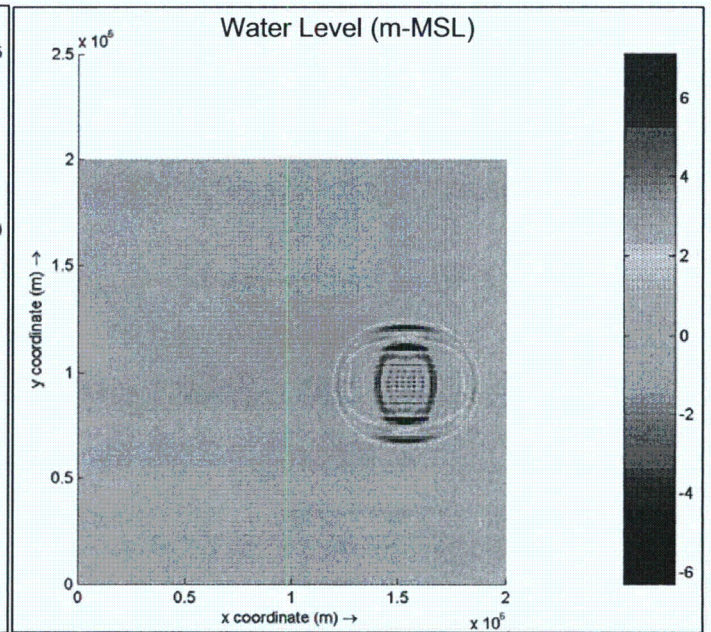 Water Level (m-MSL)
x 10⁶
2.5
2
1.5
1
0.5
0
y coordinate (m) →
0 0.5 1 1.5 2
x coordinate (m) →
x 10⁶
6
4
2
0
-2
-4
-6